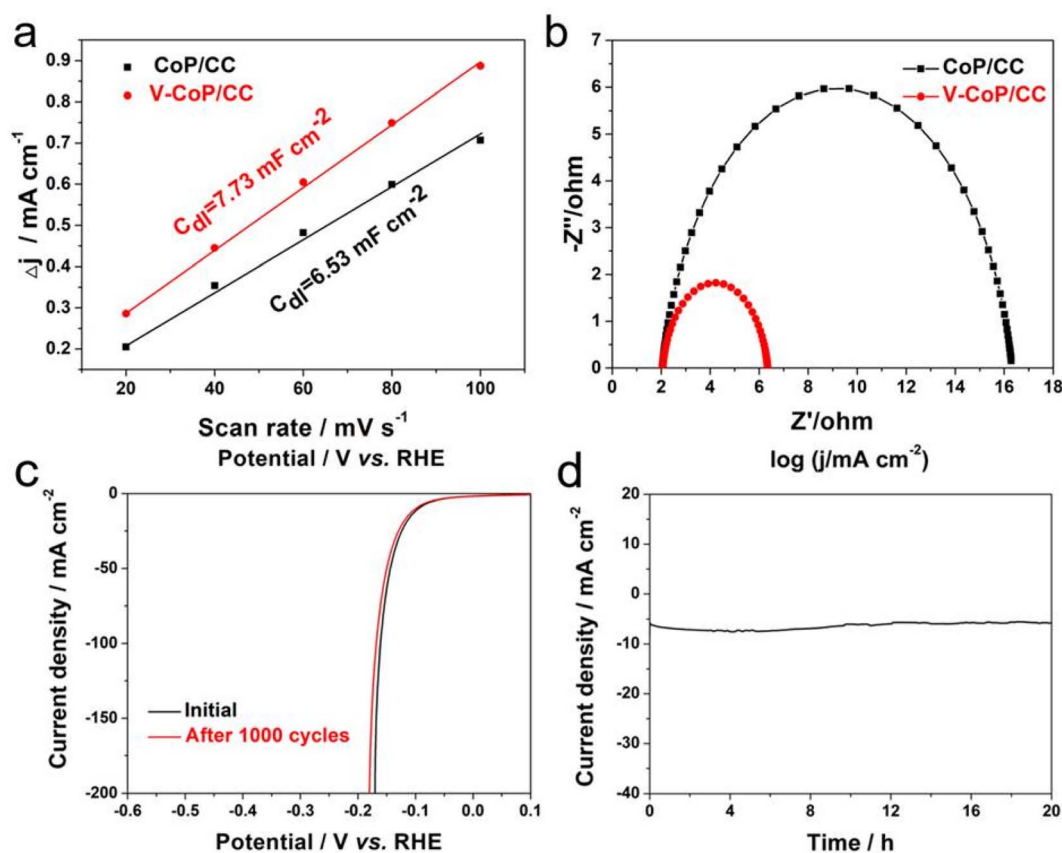 a
CoP/CC
V-CoP/CC
Cdl=7.73 mF cm-2
Cdl=6.53 mF cm-2
Δj / mA cm-1
0.9
0.8
0.7
0.6
0.5
0.4
0.3
0.2
20 40 60 80 100
Scan rate / mV s-1
Potential / V vs. RHE
b
CoP/CC
V-CoP/CC
-Z''/ohm
-7
6
5
4
3
2
1
0
0 2 4 6 8 10 12 14 16 18
Z'/ohm
log (j/mA cm-2)
c
Current density / mA cm-2
0
-50
-100
-150
-200
Initial
After 1000 cycles
-0.6 -0.5 -0.4 -0.3 -0.2 -0.1 0.0 0.1
Potential / V vs. RHE
d
Current density / mA cm-2
20
10
0
-10
-20
-30
-40
0 4 8 12 16 20
Time / h